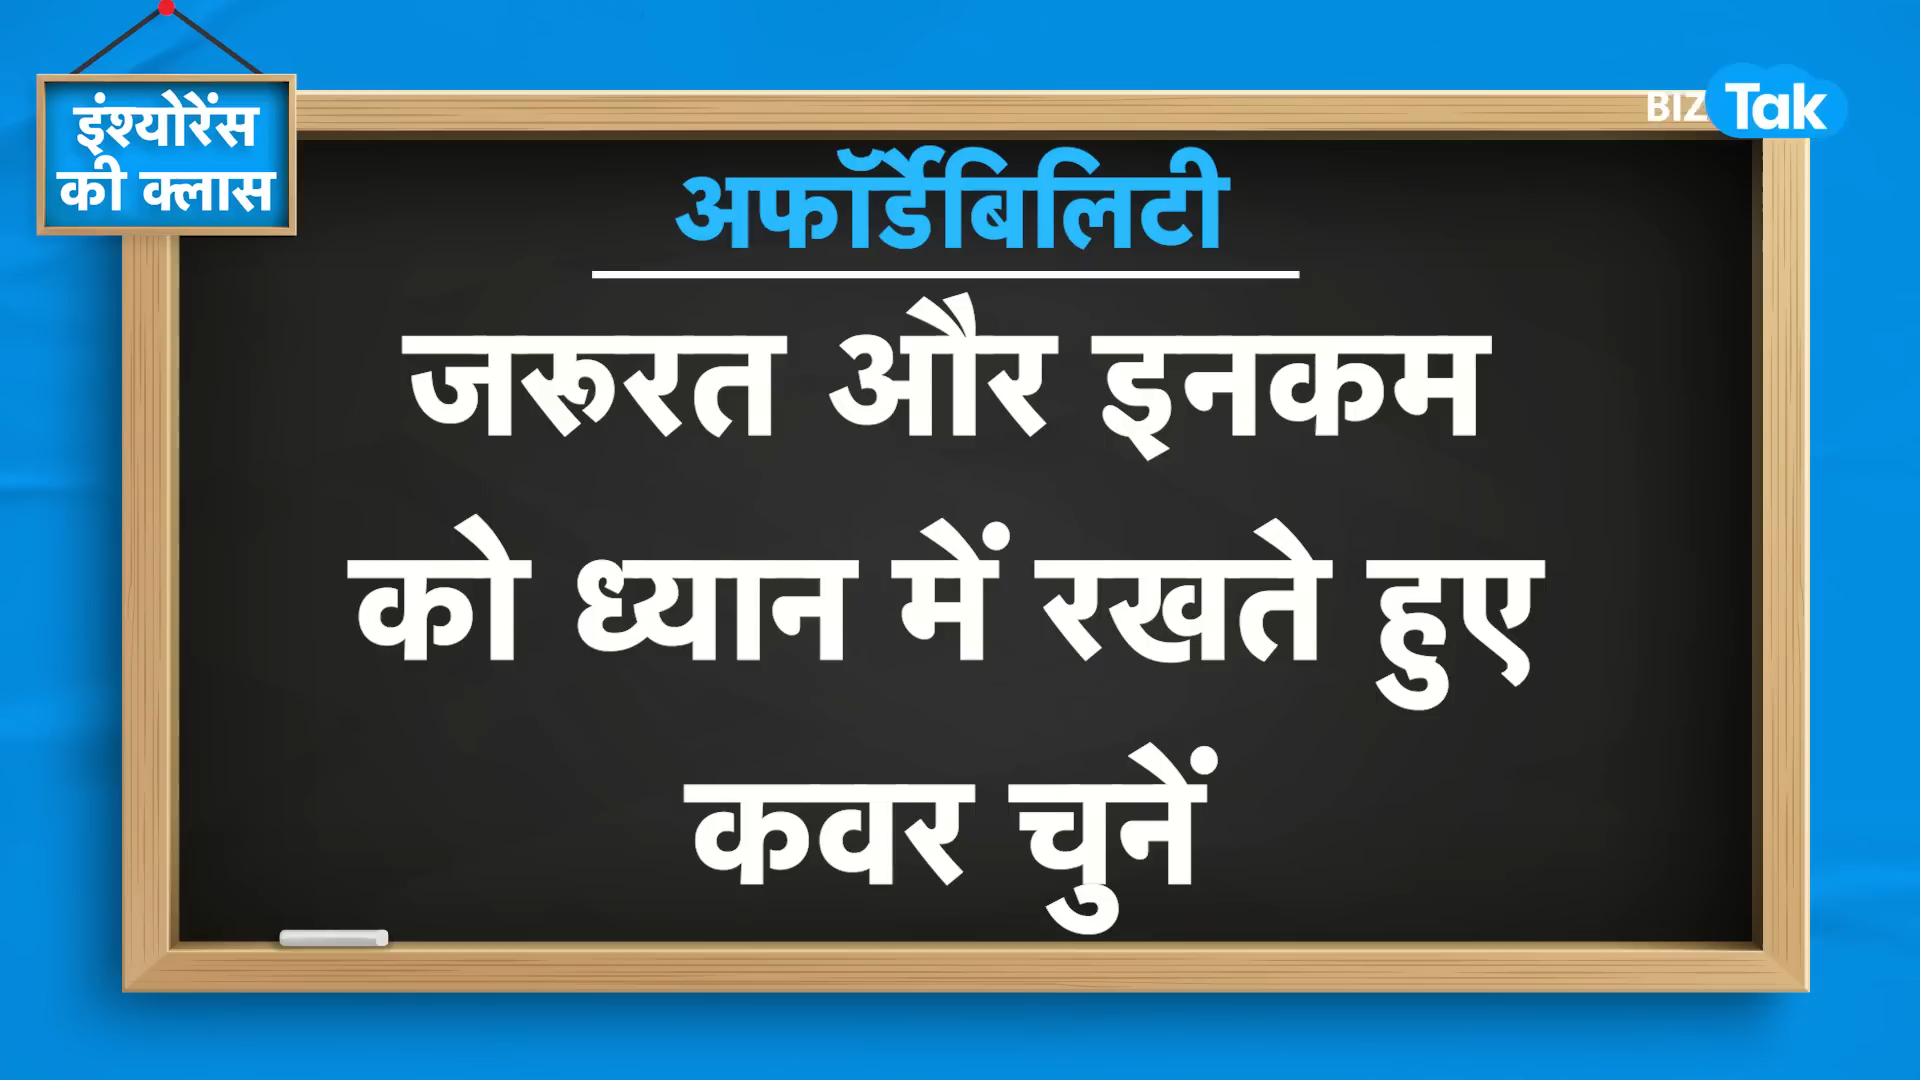 इंश्योरेंस
की क्लास
BIZ Tak
अफॉर्डेबिलिटी
जरूरत और इनकम
को ध्यान में रखते हुए
कवर चुनें